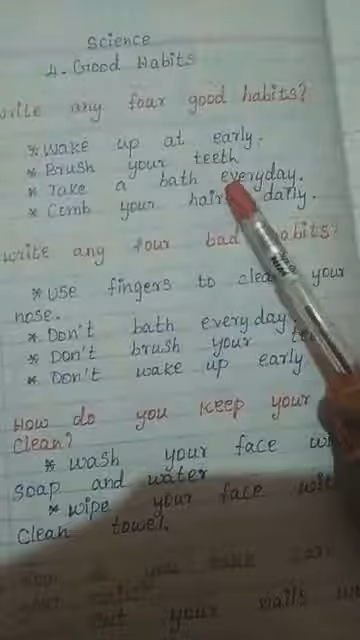 Science
4. Good Habits
write any four good habits?
* Wake up at early.
* Brush your teeth
* Take a bath everyday.
* Comb your hair daily.
write any four bad habits?
* use fingers to clean your
nose.
* Don't bath everyday.
* Don't brush your
* Don't wake up early
How do you keep your
clean?
* wash your face with
soap and water
* wipe your face with
clean towel.
you
your nails